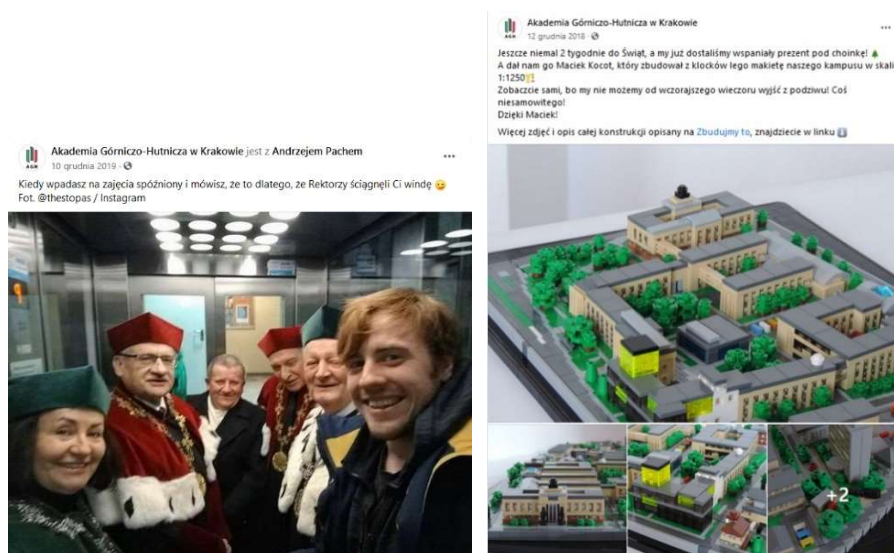 Akademia Górniczo-Hutnicza w Krakowie jest z Andrzejem Pachem
10 grudnia 2019 ·
Kiedy wpadasz na zajęcia spóźniony i mówisz, że to dlatego, że Rektorzy ściągnęli Ci windę 😉
Fot. @thestopas / Instagram
AGH
Akademia Górniczo-Hutnicza w Krakowie
12 grudnia 2018 ·
Jeszcze niemal 2 tygodnie do Świąt, a my już dostaliśmy wspaniały prezent pod choinkę! 🎄
A dał nam go Maciek Kocot, który zbudował z klocków lego makietę naszego kampusu w skali
1:1250
Zobaczcie sami, bo my nie możemy od wczorajszego wieczoru wyjść z podziwu! Coś
niesamowitego!
Dzięki Maciek!
Więcej zdjęć i opis całej konstrukcji opisany na Zbudujmy to, znajdziecie w linku ⬇️
AGH
+2